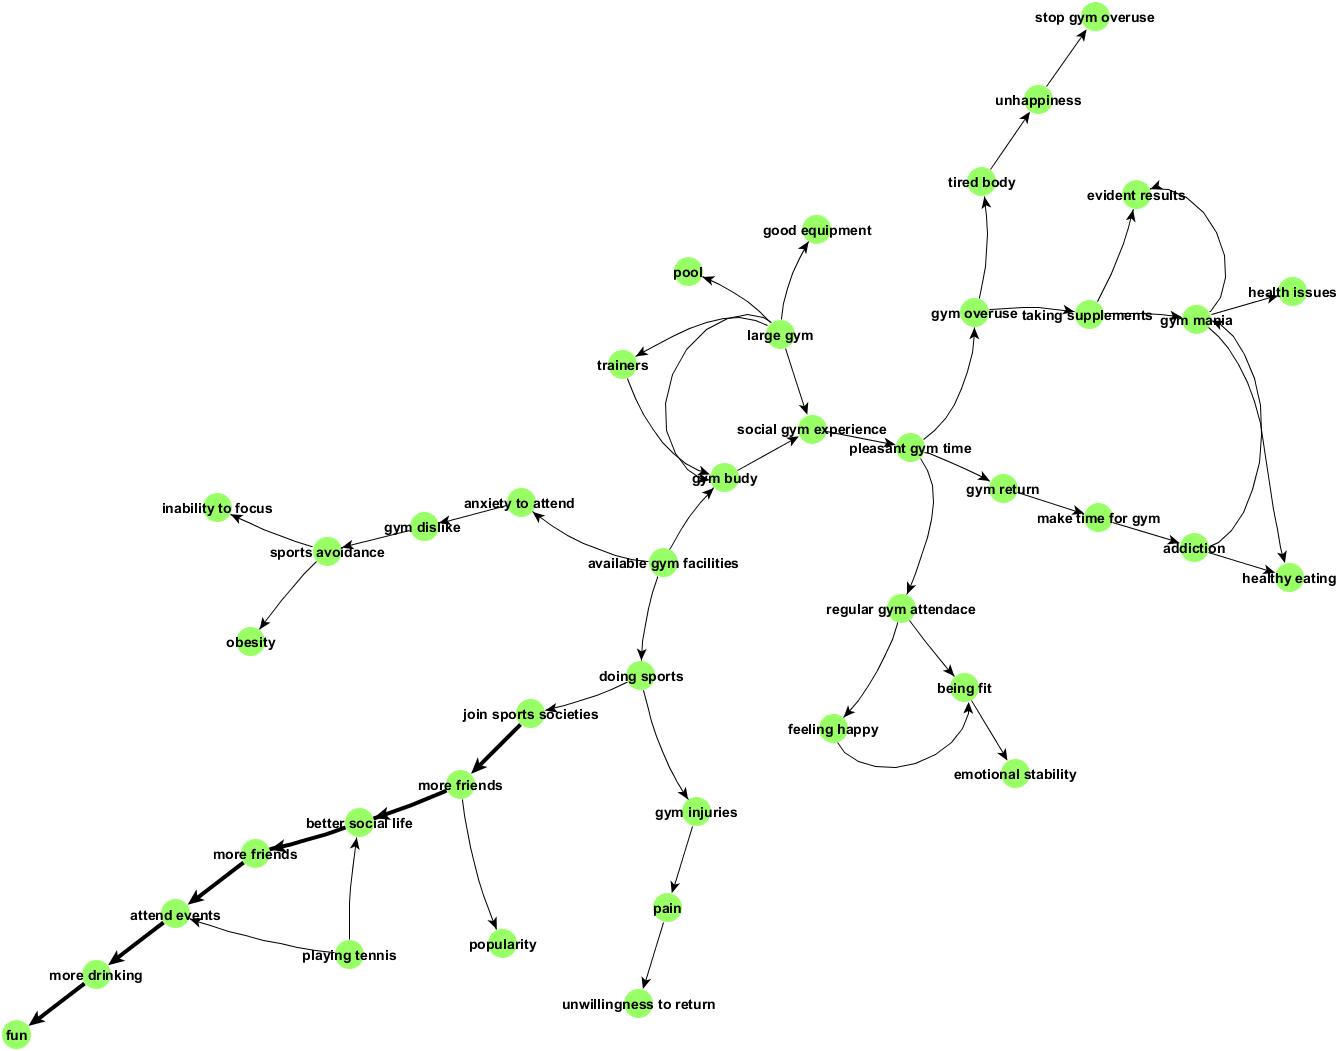 stop gym overuse
unhappiness
tired body
evident results
good equipment
pool
health issues
gym overuse
taking supplements
gym mania
large gym
trainers
social gym experience
pleasant gym time
gym budy
gym return
inability to focus
anxiety to attend
make time for gym
gym dislike
sports avoidance
addiction
available gym facilities
healthy eating
regular gym attendace
obesity
doing sports
being fit
join sports societies
feeling happy
emotional stability
more friends
gym injuries
better social life
more friends
pain
attend events
popularity
playing tennis
more drinking
unwillingness to return
fun